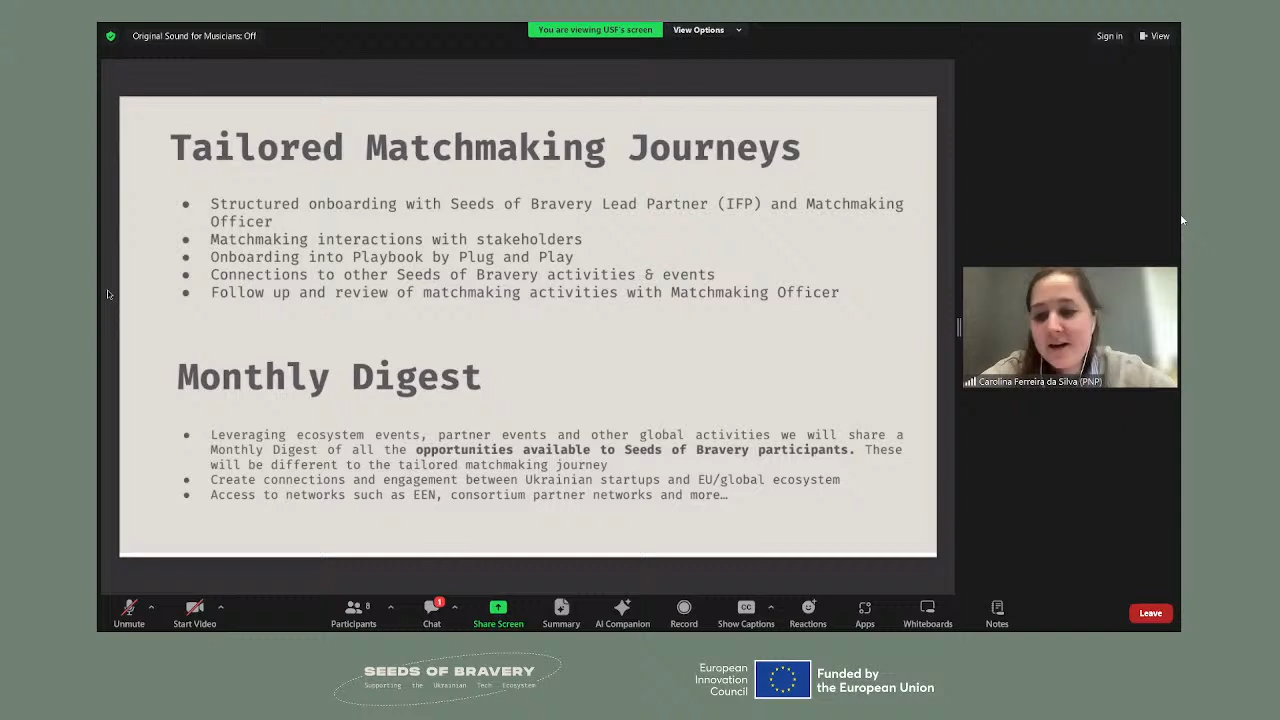 Original Sound for Musicians: Off
You are viewing USF's screen
View Options
Sign in
View
Tailored Matchmaking Journeys
● Structured onboarding with Seeds of Bravery Lead Partner (IFP) and Matchmaking
Officer
● Matchmaking interactions with stakeholders
● Onboarding into Playbook by Plug and Play
● Connections to other Seeds of Bravery activities & events
● Follow up and review of matchmaking activities with Matchmaking Officer
Monthly Digest
● Leveraging ecosystem events, partner events and other global activities we will share a
Monthly Digest of all the opportunities available to Seeds of Bravery participants. These
will be different to the tailored matchmaking journey
● Create connections and engagement between Ukrainian startups and EU/global ecosystem
● Access to networks such as EEN, consortium partner networks and more…
Carolina Ferreira da Silva (PNP)
Unmute
Start Video
8
Participants
1
Chat
Share Screen
Summary
AI Companion
Record
CC
Show Captions
Reactions
Apps
Whiteboards
Notes
Leave
SEEDS OF BRAVERY
Supporting the Ukrainian Tech Ecosystem
European
Innovation
Council
Funded by
the European Union